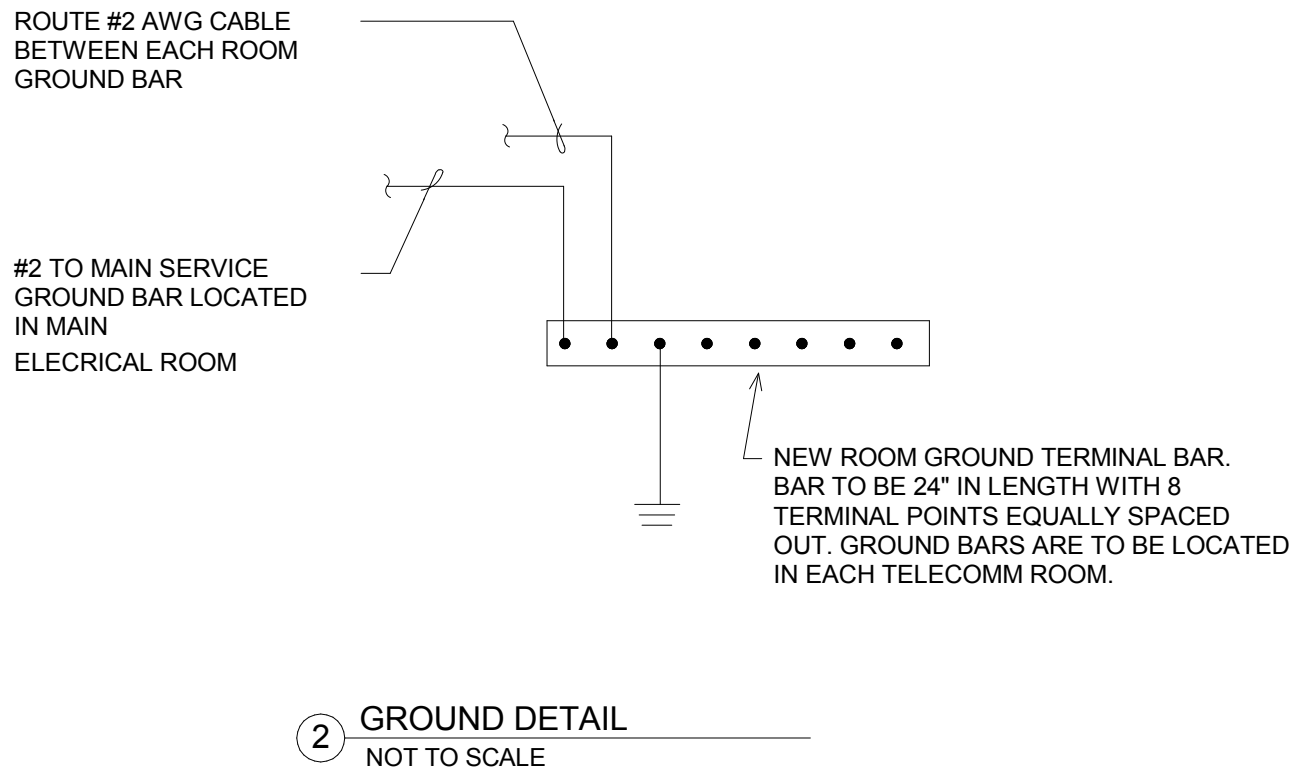 ROUTE #2 AWG CABLE
BETWEEN EACH ROOM
GROUND BAR
#2 TO MAIN SERVICE
GROUND BAR LOCATED
IN MAIN
ELECRICAL ROOM
NEW ROOM GROUND TERMINAL BAR.
BAR TO BE 24" IN LENGTH WITH 8
TERMINAL POINTS EQUALLY SPACED
OUT. GROUND BARS ARE TO BE LOCATED
IN EACH TELECOMM ROOM.
2
GROUND DETAIL
NOT TO SCALE